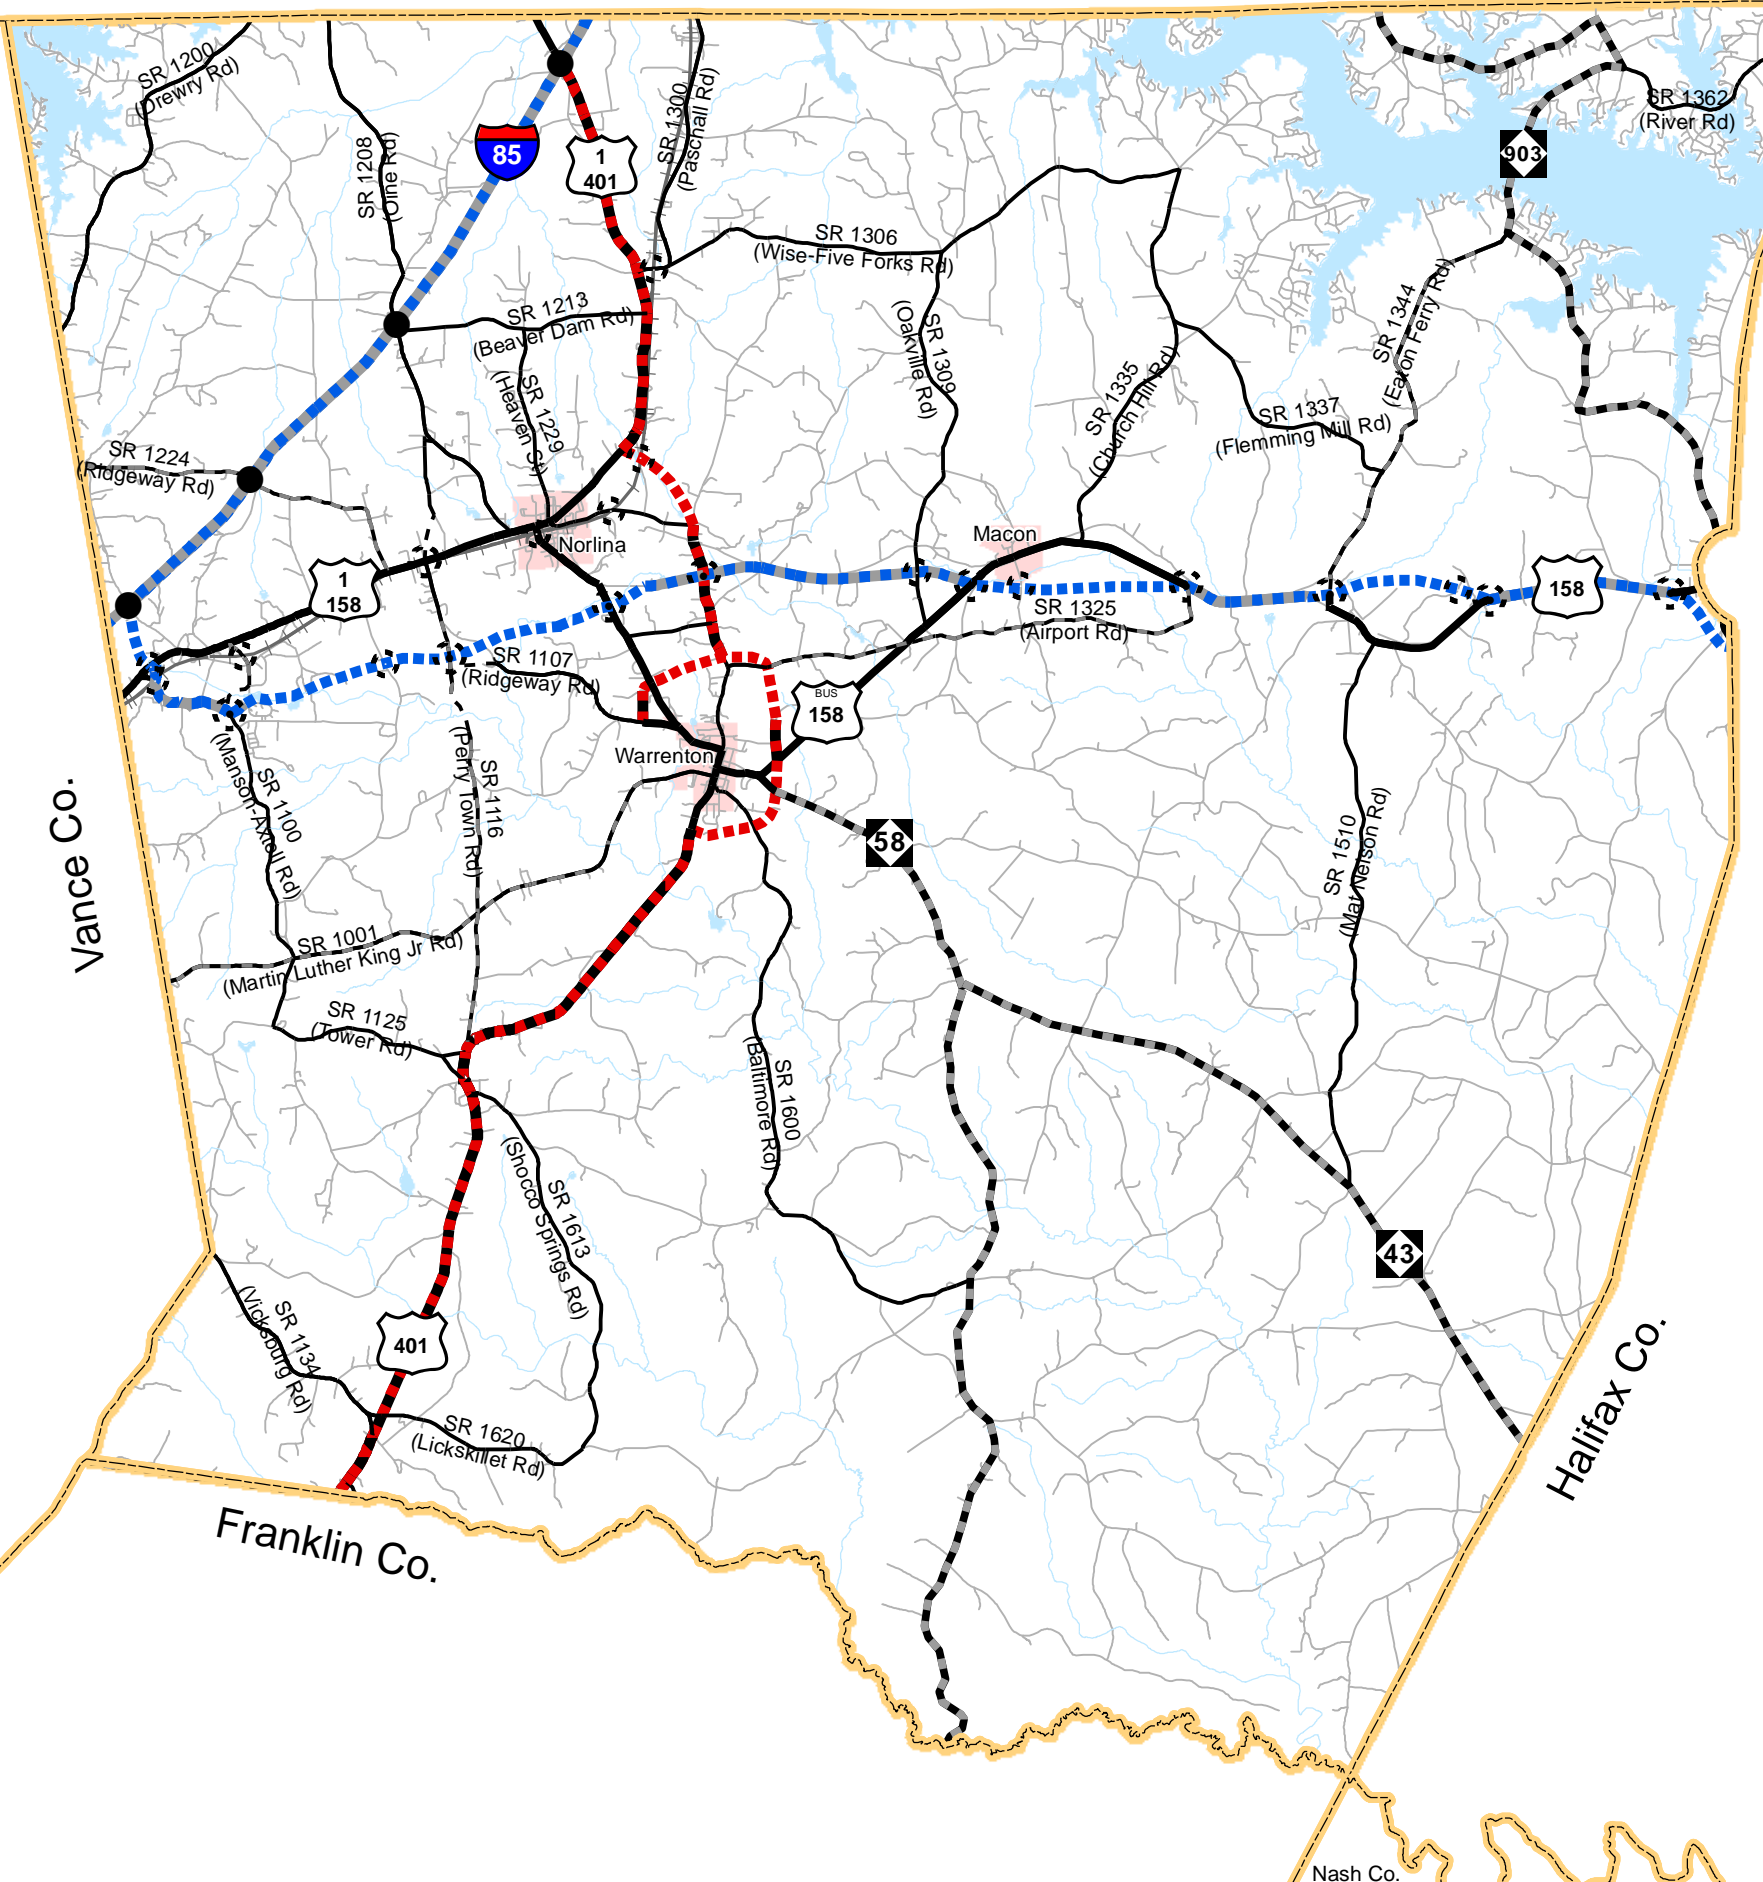 SR 1200
(Drewry Rd)
SR 1208
(Oine Rd)
85
1
401
SR 1300
(Paschall Rd)
SR 1362
(River Rd)
903
SR 1306
(Wise-Five Forks Rd)
SR 1213
(Beaver Dam Rd)
SR 1229
(Heaven St)
SR 1309
(Oakville Rd)
SR 1335
(Church Hill Rd)
SR 1344
(Eaton Ferry Rd)
SR 1337
(Flemming Mill Rd)
SR 1224
(Ridgeway Rd)
Norlina
Macon
1
158
158
SR 1325
(Airport Rd)
SR 1107
(Ridgeway Rd)
BUS
158
Warrenton
SR 1100
(Manson-Axtell Rd)
SR 1116
(Perry Town Rd)
58
SR 1510
(Mat Nelson Rd)
Vance Co.
SR 1001
(Martin Luther King Jr Rd)
SR 1125
(Tower Rd)
SR 1600
(Baltimore Rd)
SR 1613
(Shocco Springs Rd)
43
SR 1134
(Vicksburg Rd)
401
SR 1620
(Lickskillet Rd)
Halifax Co.
Franklin Co.
Nash Co.